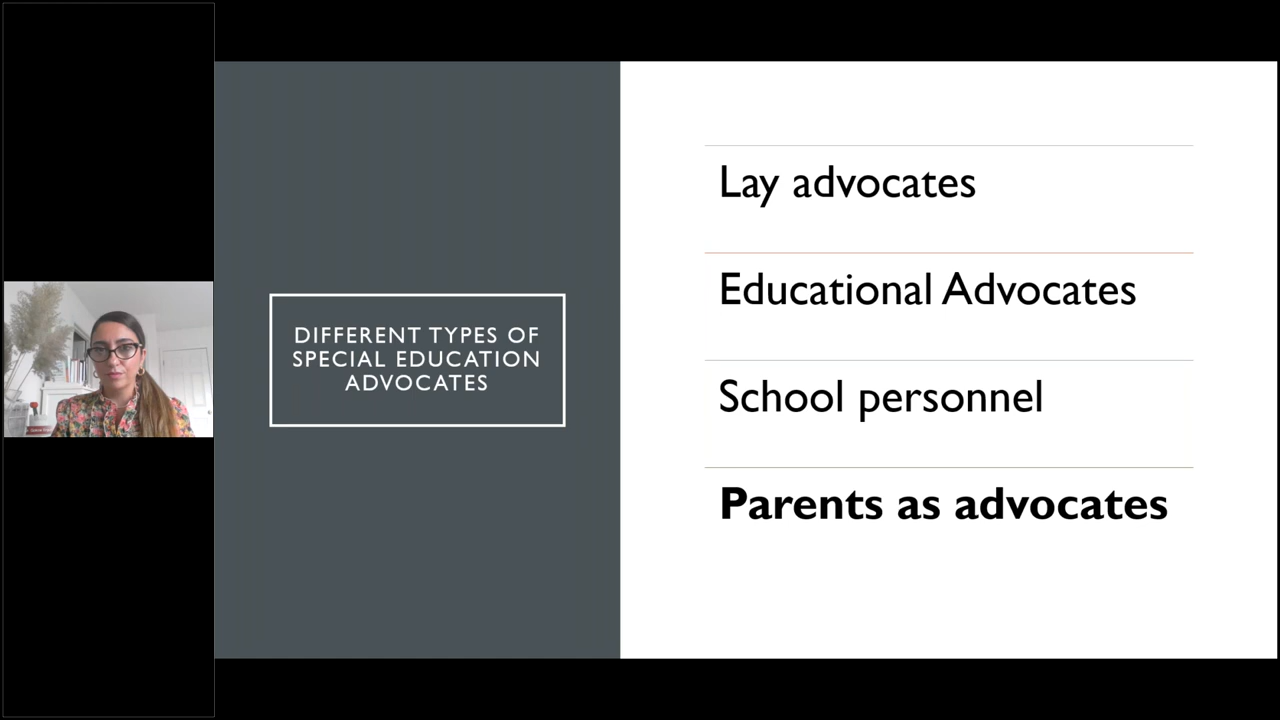 DIFFERENT TYPES OF
SPECIAL EDUCATION
ADVOCATES
Lay advocates
Educational Advocates
School personnel
Parents as advocates